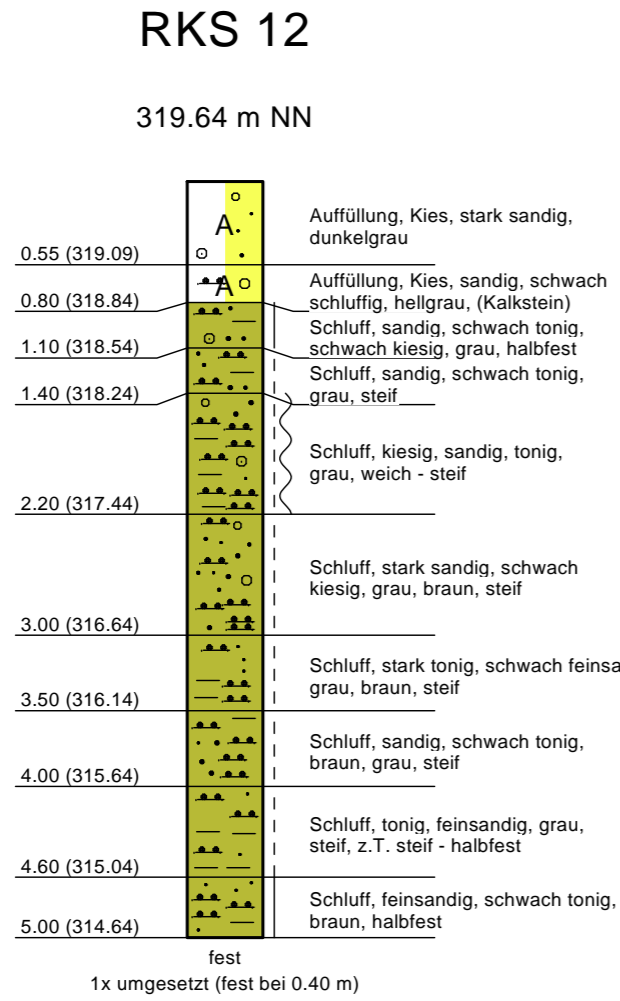 RKS 12
319.64 m NN
A
Auffüllung, Kies, stark sandig,
dunkelgrau
0.55 (319.09)
A
Auffüllung, Kies, sandig, schwach
schluffig, hellgrau, (Kalkstein)
0.80 (318.84)
Schluff, sandig, schwach tonig,
schwach kiesig, grau, halbfest
1.10 (318.54)
Schluff, sandig, schwach tonig,
grau, steif
1.40 (318.24)
Schluff, kiesig, sandig, tonig,
grau, weich - steif
2.20 (317.44)
Schluff, stark sandig, schwach
kiesig, grau, braun, steif
3.00 (316.64)
Schluff, stark tonig, schwach feinsa
grau, braun, steif
3.50 (316.14)
Schluff, sandig, schwach tonig,
braun, grau, steif
4.00 (315.64)
Schluff, tonig, feinsandig, grau,
steif, z.T. steif - halbfest
4.60 (315.04)
Schluff, feinsandig, schwach tonig,
braun, halbfest
5.00 (314.64)
fest
1x umgesetzt (fest bei 0.40 m)